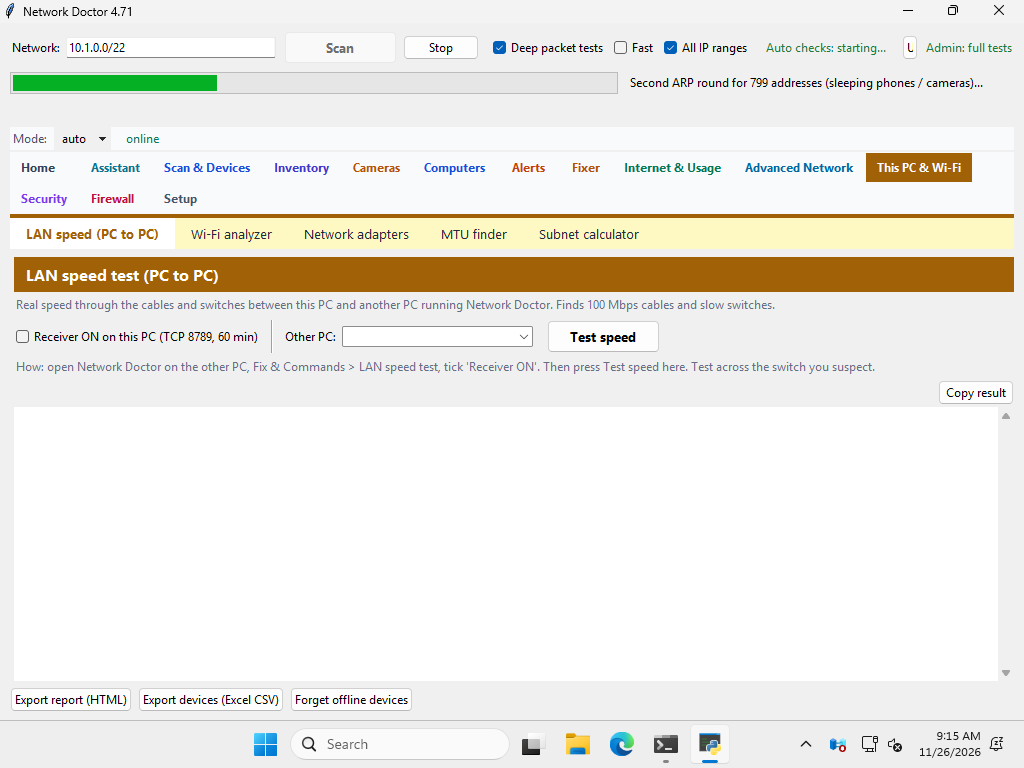 Network Doctor 4.71
Network: 10.1.0.0/22 Scan Stop Deep packet tests Fast All IP ranges Auto checks: starting... U Admin: full tests
Second ARP round for 799 addresses (sleeping phones / cameras)...
Mode: auto online
Home Assistant Scan & Devices Inventory Cameras Computers Alerts Fixer Internet & Usage Advanced Network This PC & Wi-Fi
Security Firewall Setup
LAN speed (PC to PC) Wi-Fi analyzer Network adapters MTU finder Subnet calculator
LAN speed test (PC to PC)
Real speed through the cables and switches between this PC and another PC running Network Doctor. Finds 100 Mbps cables and slow switches.
Receiver ON on this PC (TCP 8789, 60 min) Other PC: Test speed
How: open Network Doctor on the other PC, Fix & Commands > LAN speed test, tick 'Receiver ON'. Then press Test speed here. Test across the switch you suspect.
Copy result
Export report (HTML) Export devices (Excel CSV) Forget offline devices
Search
9:15 AM
11/26/2026